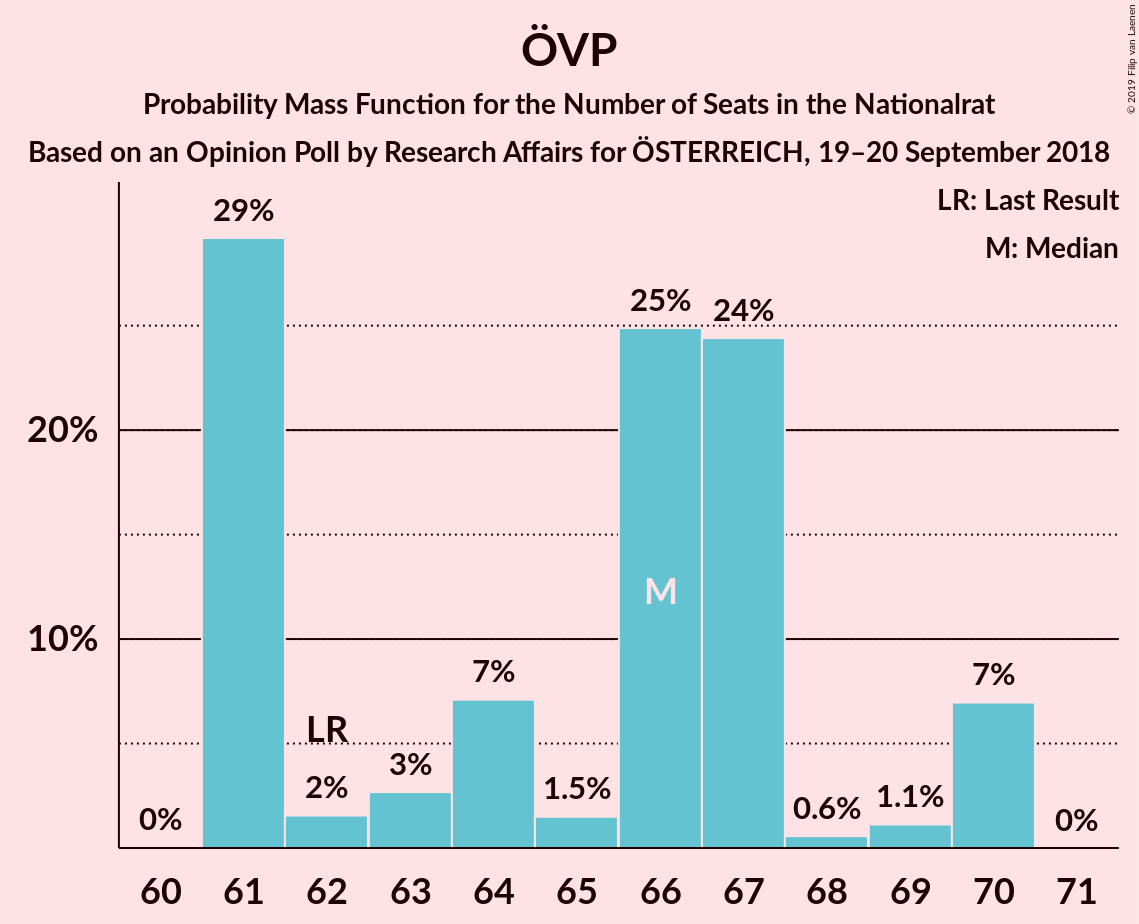 ÖVP
Probability Mass Function for the Number of Seats in the Nationalrat
Based on an Opinion Poll by Research Affairs for ÖSTERREICH, 19–20 September 2018
© 2019 Filip van Laenen
LR: Last Result
M: Median
29%
25%
24%
20%
M
10%
7%
7%
LR
3%
2%
1.5%
1.1%
0.6%
0%
0%
60 61 62 63 64 65 66 67 68 69 70 71